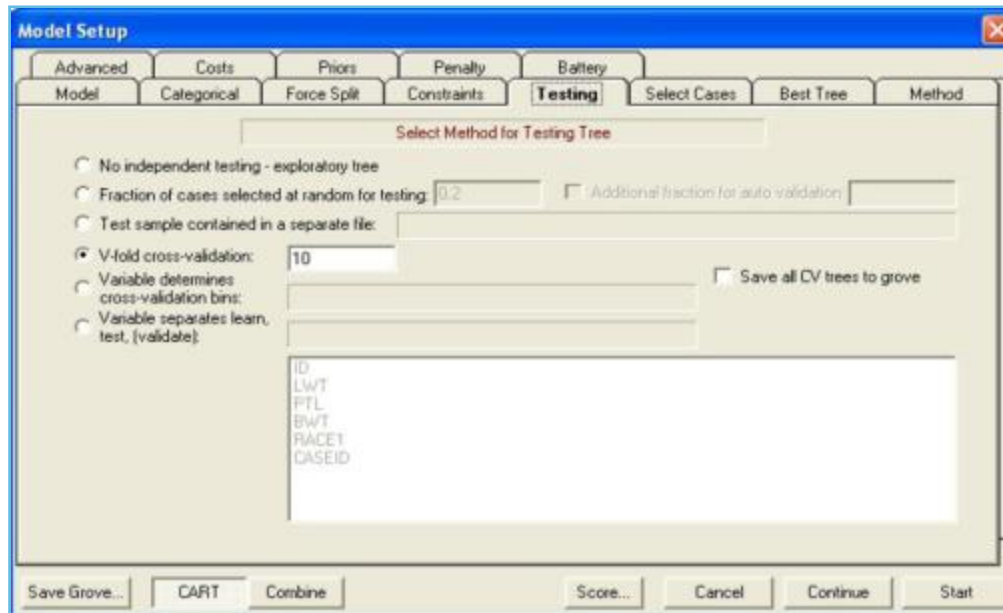 Model Setup
Advanced Costs Priors Penalty Battery
Model Categorical Force Split Constraints Testing Select Cases Best Tree Method
Select Method for Testing Tree
No independent testing - exploratory tree
Fraction of cases selected at random for testing: 0.2 Additional fraction for auto validation
Test sample contained in a separate file:
V-fold cross-validation: 10
Variable determines
cross-validation bins:
Save all CV trees to grove
Variable separates learn,
test, (validate):
ID
LWT
PTL
BWT
RACE1
CASEID
Save Grove... CART Combine Score... Cancel Continue Start